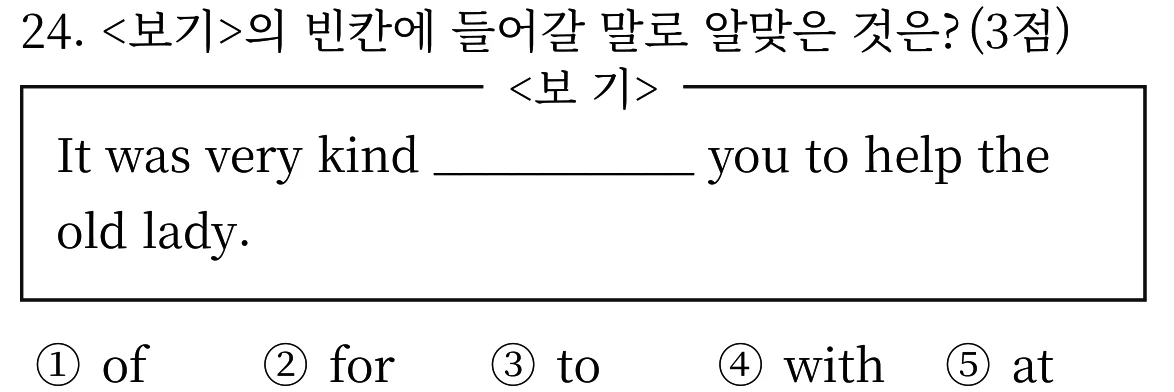 24. <보기>의 빈칸에 들어갈 말로 알맞은 것은?(3점)
<보 기>
It was very kind __________ you to help the
old lady.
① of ② for ③ to ④ with ⑤ at